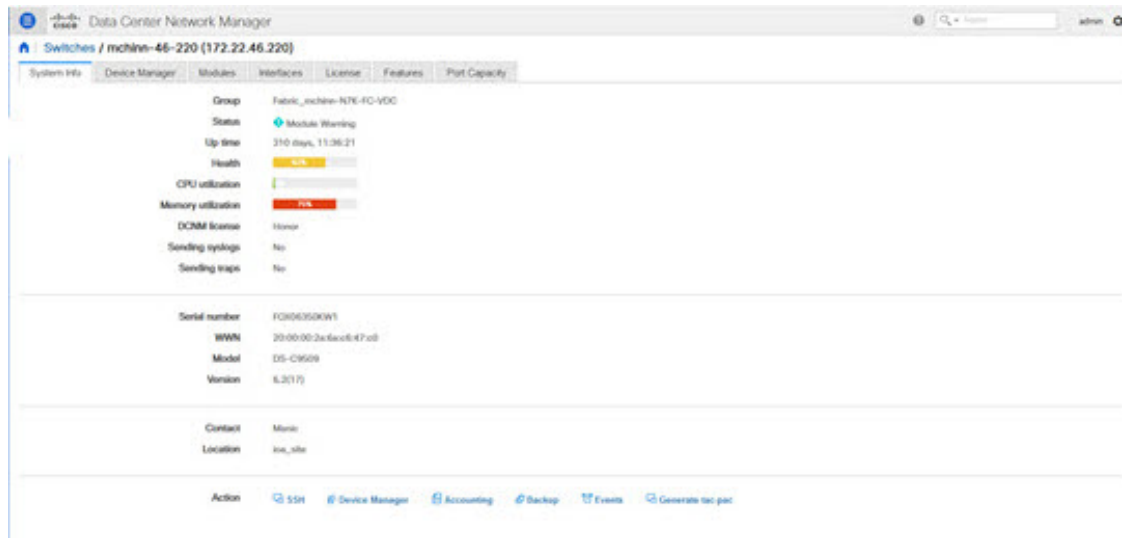 cisco Data Center Network Manager admin
Switches / mchinn-46-220 (172.22.46.220)
System Info Device Manager Modules Interfaces License Features Port Capacity
Group Fabric_mchinn-N7K-FC-VDC
Status Module Warning
Up time 310 days, 11:36:21
Health
CPU utilization
Memory utilization 75%
DCNM license Honor
Sending syslogs No
Sending traps No
Serial number
WWN
Model DS-C9509
Version 6.2(17)
Contact
Location
Action SSH Device Manager Accounting Backup Events Generate tac-pac